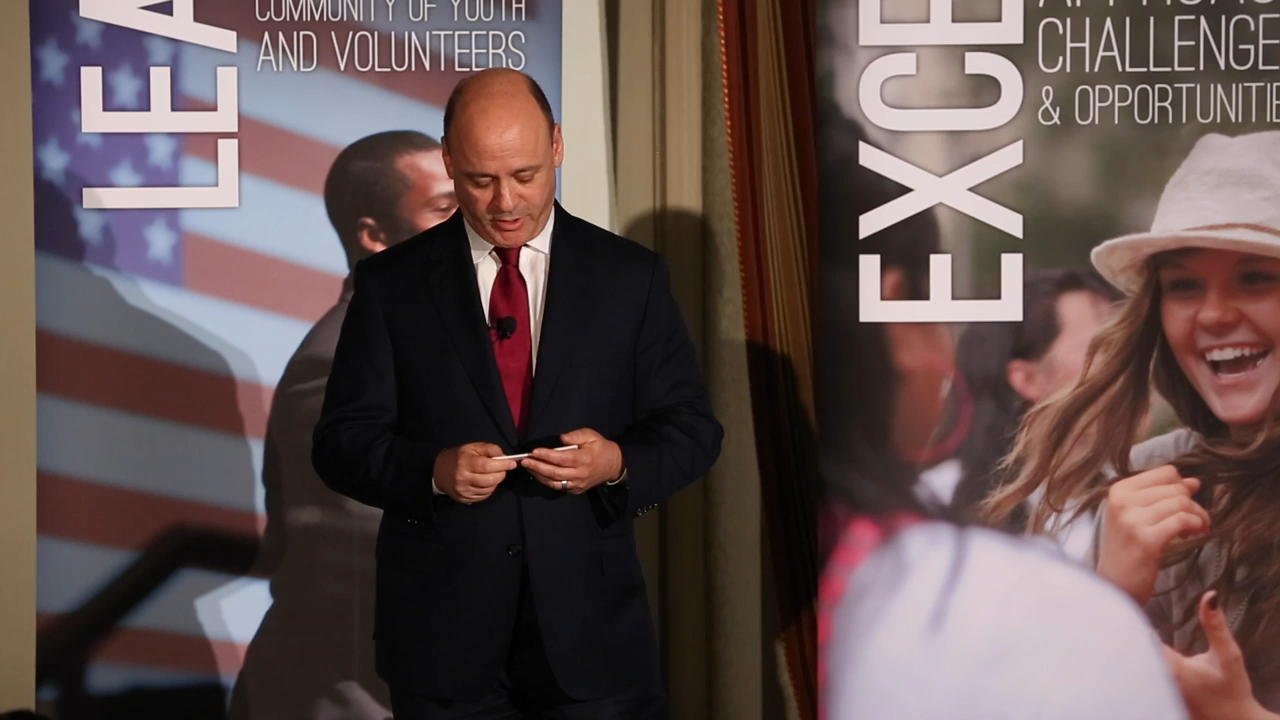 LEA
COMMUNITY OF YOUTH
AND VOLUNTEERS
EXCE
CHALLENGE
& OPPORTUNITIE